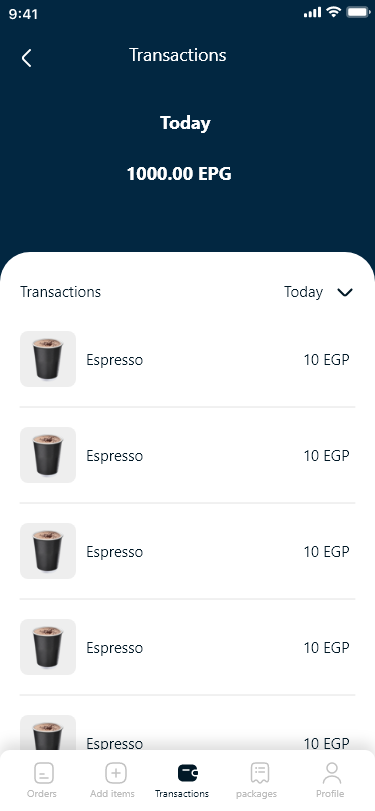 9:41
Transactions
Today
1000.00 EPG
Transactions Today
Espresso 10 EGP
Espresso 10 EGP
Espresso 10 EGP
Espresso 10 EGP
Espresso 10 EGP
Orders Add items Transactions packages Profile